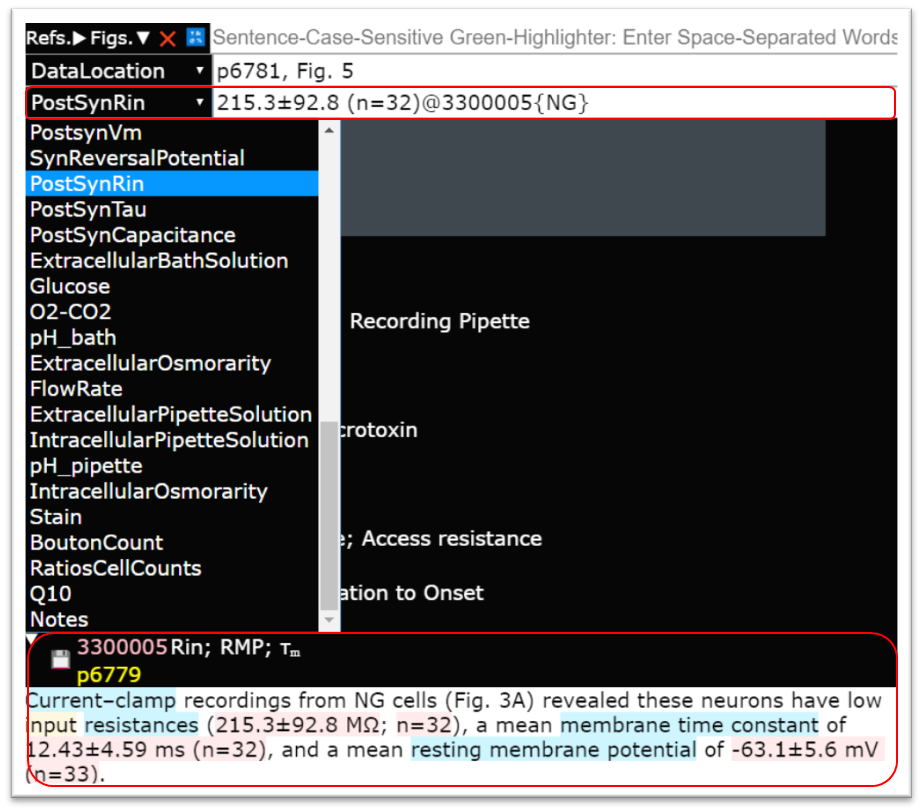 Refs.▶ Figs.▼ Sentence-Case-Sensitive Green-Highlighter: Enter Space-Separated Words
DataLocation ▼ p6781, Fig. 5
PostSynRin ▼ 215.3±92.8 (n=32)@3300005{NG}
PostsynVm
SynReversalPotential
PostSynRin
PostSynTau
PostSynCapacitance
ExtracellularBathSolution
Glucose
O2-CO2
Recording Pipette
pH_bath
ExtracellularOsmorarity
FlowRate
ExtracellularPipetteSolution
crotoxin
IntracellularPipetteSolution
pH_pipette
IntracellularOsmorarity
Stain
BoutonCount
e; Access resistance
RatiosCellCounts
Q10
ation to Onset
Notes
3300005 Rin; RMP; τₘ
p6779
Current–clamp recordings from NG cells (Fig. 3A) revealed these neurons have low
input resistances (215.3±92.8 MΩ; n=32), a mean membrane time constant of
12.43±4.59 ms (n=32), and a mean resting membrane potential of -63.1±5.6 mV
(n=33).